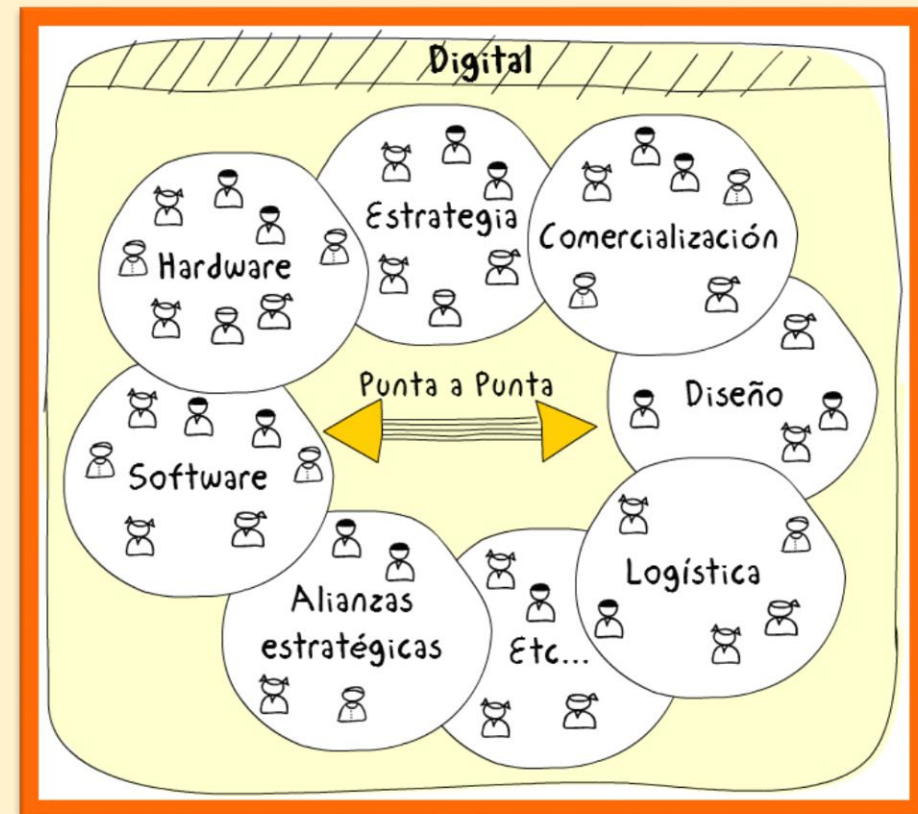 Digital
Estrategia
Comercialización
Hardware
Punta a Punta
Diseño
Software
Logística
Alianzas
estratégicas
Etc...